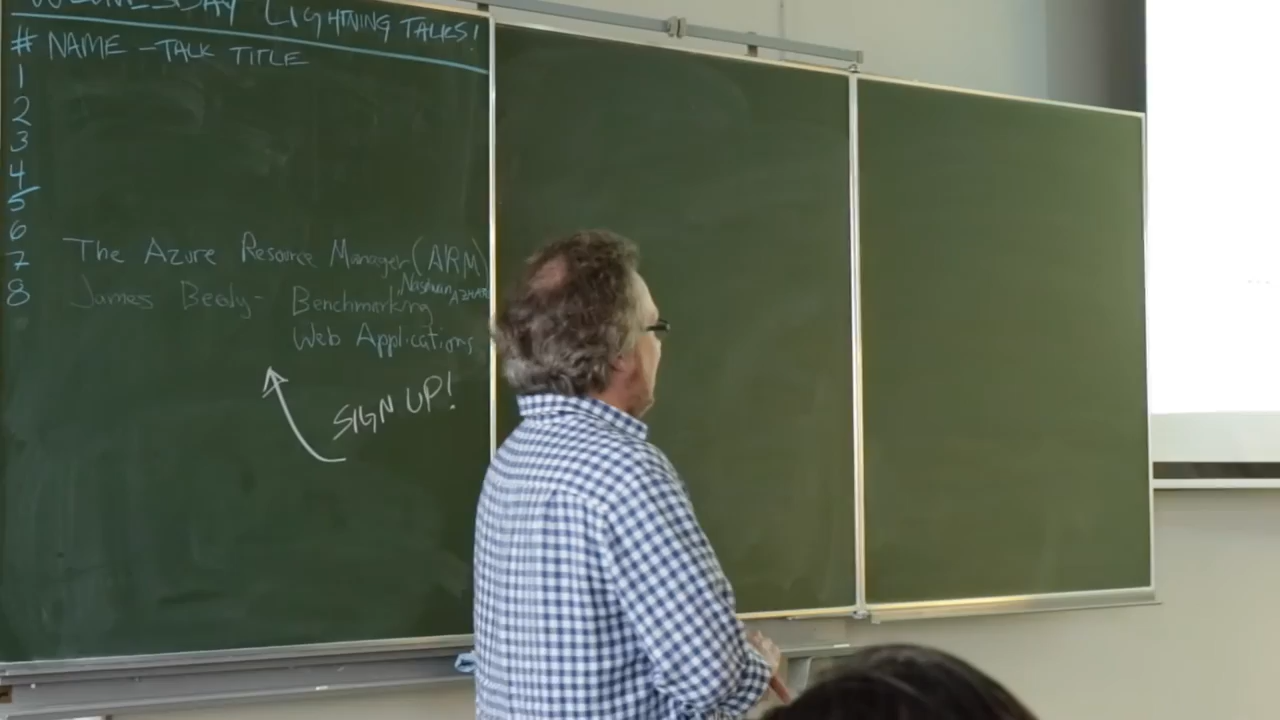 WEDNESDAY LIGHTNING TALKS!
# NAME - TALK TITLE
1
2
3
4
5
6
7 The Azure Resource Manager (ARM)
8 James Bealy - Benchmarking
Web Applications
SIGN UP!